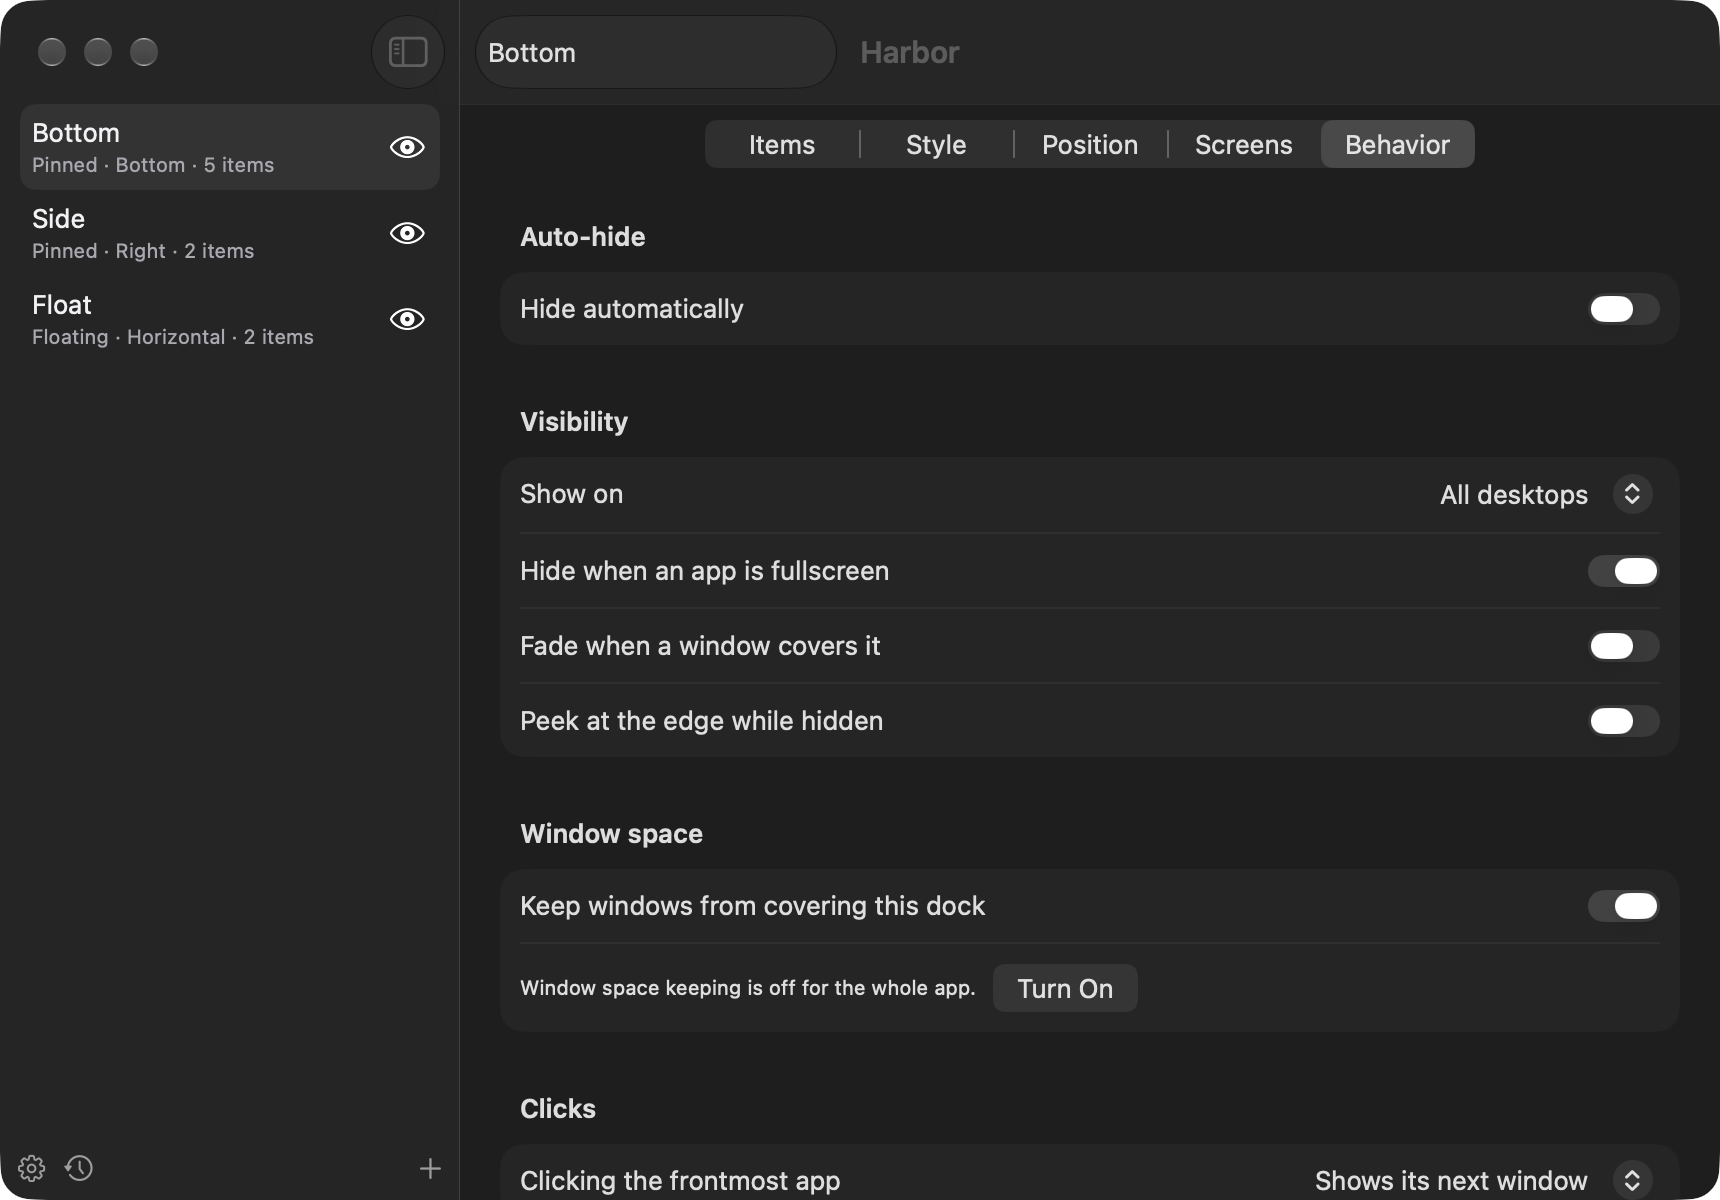 Bottom
Harbor
Bottom
Pinned · Bottom · 5 items
Side
Pinned · Right · 2 items
Float
Floating · Horizontal · 2 items
Items
Style
Position
Screens
Behavior
Auto-hide
Hide automatically
Visibility
Show on
All desktops
Hide when an app is fullscreen
Fade when a window covers it
Peek at the edge while hidden
Window space
Keep windows from covering this dock
Window space keeping is off for the whole app.
Turn On
Clicks
Clicking the frontmost app
Shows its next window